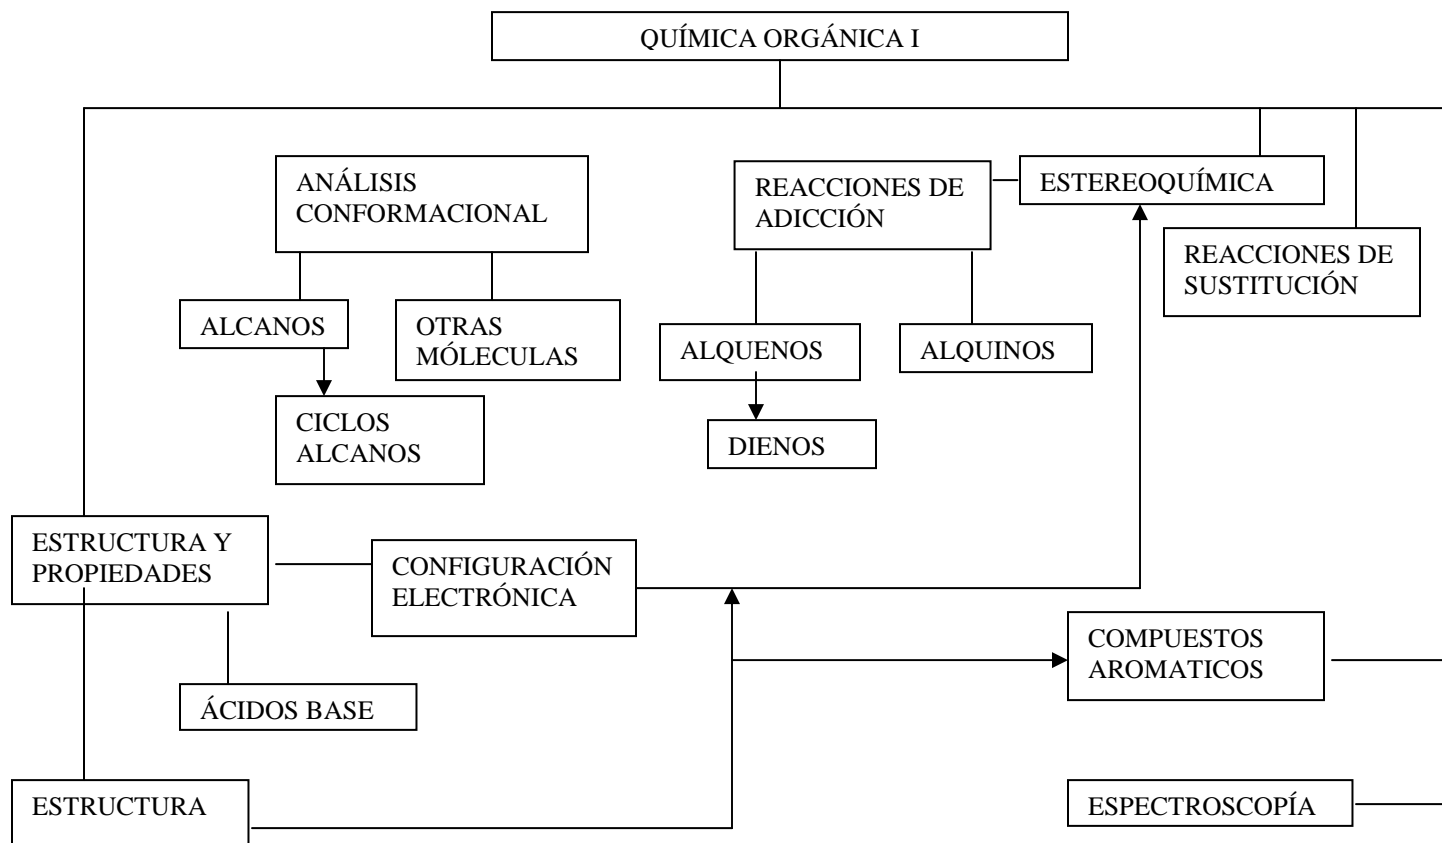 QUÍMICA ORGÁNICA I
ANÁLISIS
CONFORMACIONAL
REACCIONES DE
ADICCIÓN
ESTEREOQUÍMICA
REACCIONES DE
SUSTITUCIÓN
ALCANOS
OTRAS
MÓLECULAS
ALQUENOS
ALQUINOS
CICLOS
ALCANOS
DIENOS
ESTRUCTURA Y
PROPIEDADES
CONFIGURACIÓN
ELECTRÓNICA
COMPUESTOS
AROMATICOS
ÁCIDOS BASE
ESTRUCTURA
ESPECTROSCOPÍA